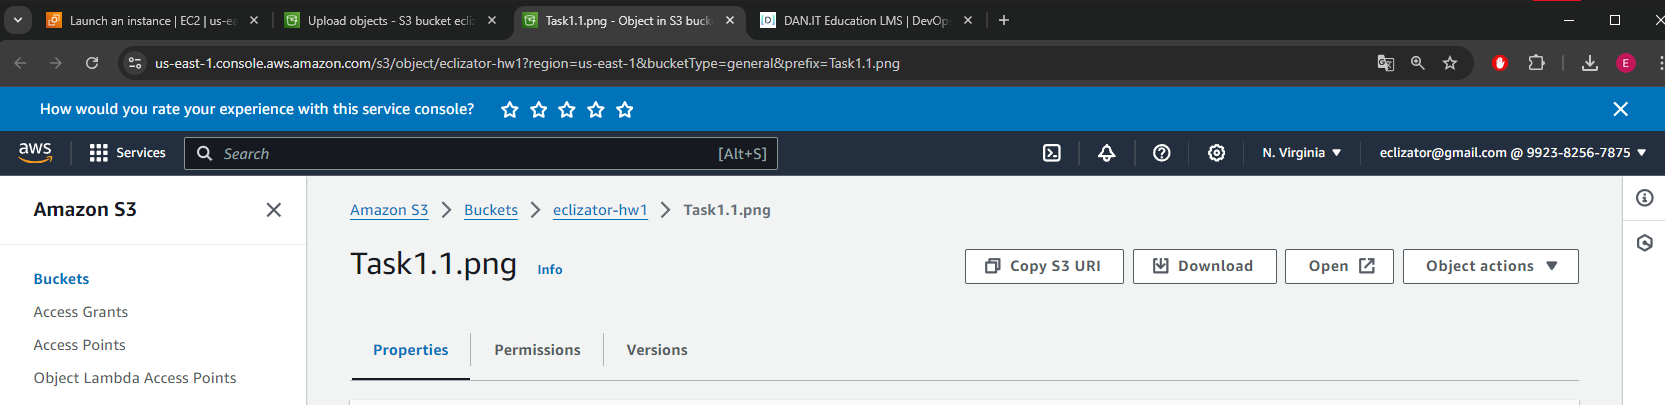 Launch an instance | EC2 | us-ea
Upload objects - S3 bucket ecliz
Task1.1.png - Object in S3 buck
DAN.IT Education LMS | DevOp
us-east-1.console.aws.amazon.com/s3/object/eclizator-hw1?region=us-east-1&bucketType=general&prefix=Task1.1.png
E
How would you rate your experience with this service console?
aws
Services
Search
[Alt+S]
N. Virginia
eclizator@gmail.com @ 9923-8256-7875
Amazon S3
Amazon S3
Buckets
eclizator-hw1
Task1.1.png
Task1.1.png
Info
Copy S3 URI
Download
Open
Object actions
Buckets
Access Grants
Access Points
Object Lambda Access Points
Properties
Permissions
Versions